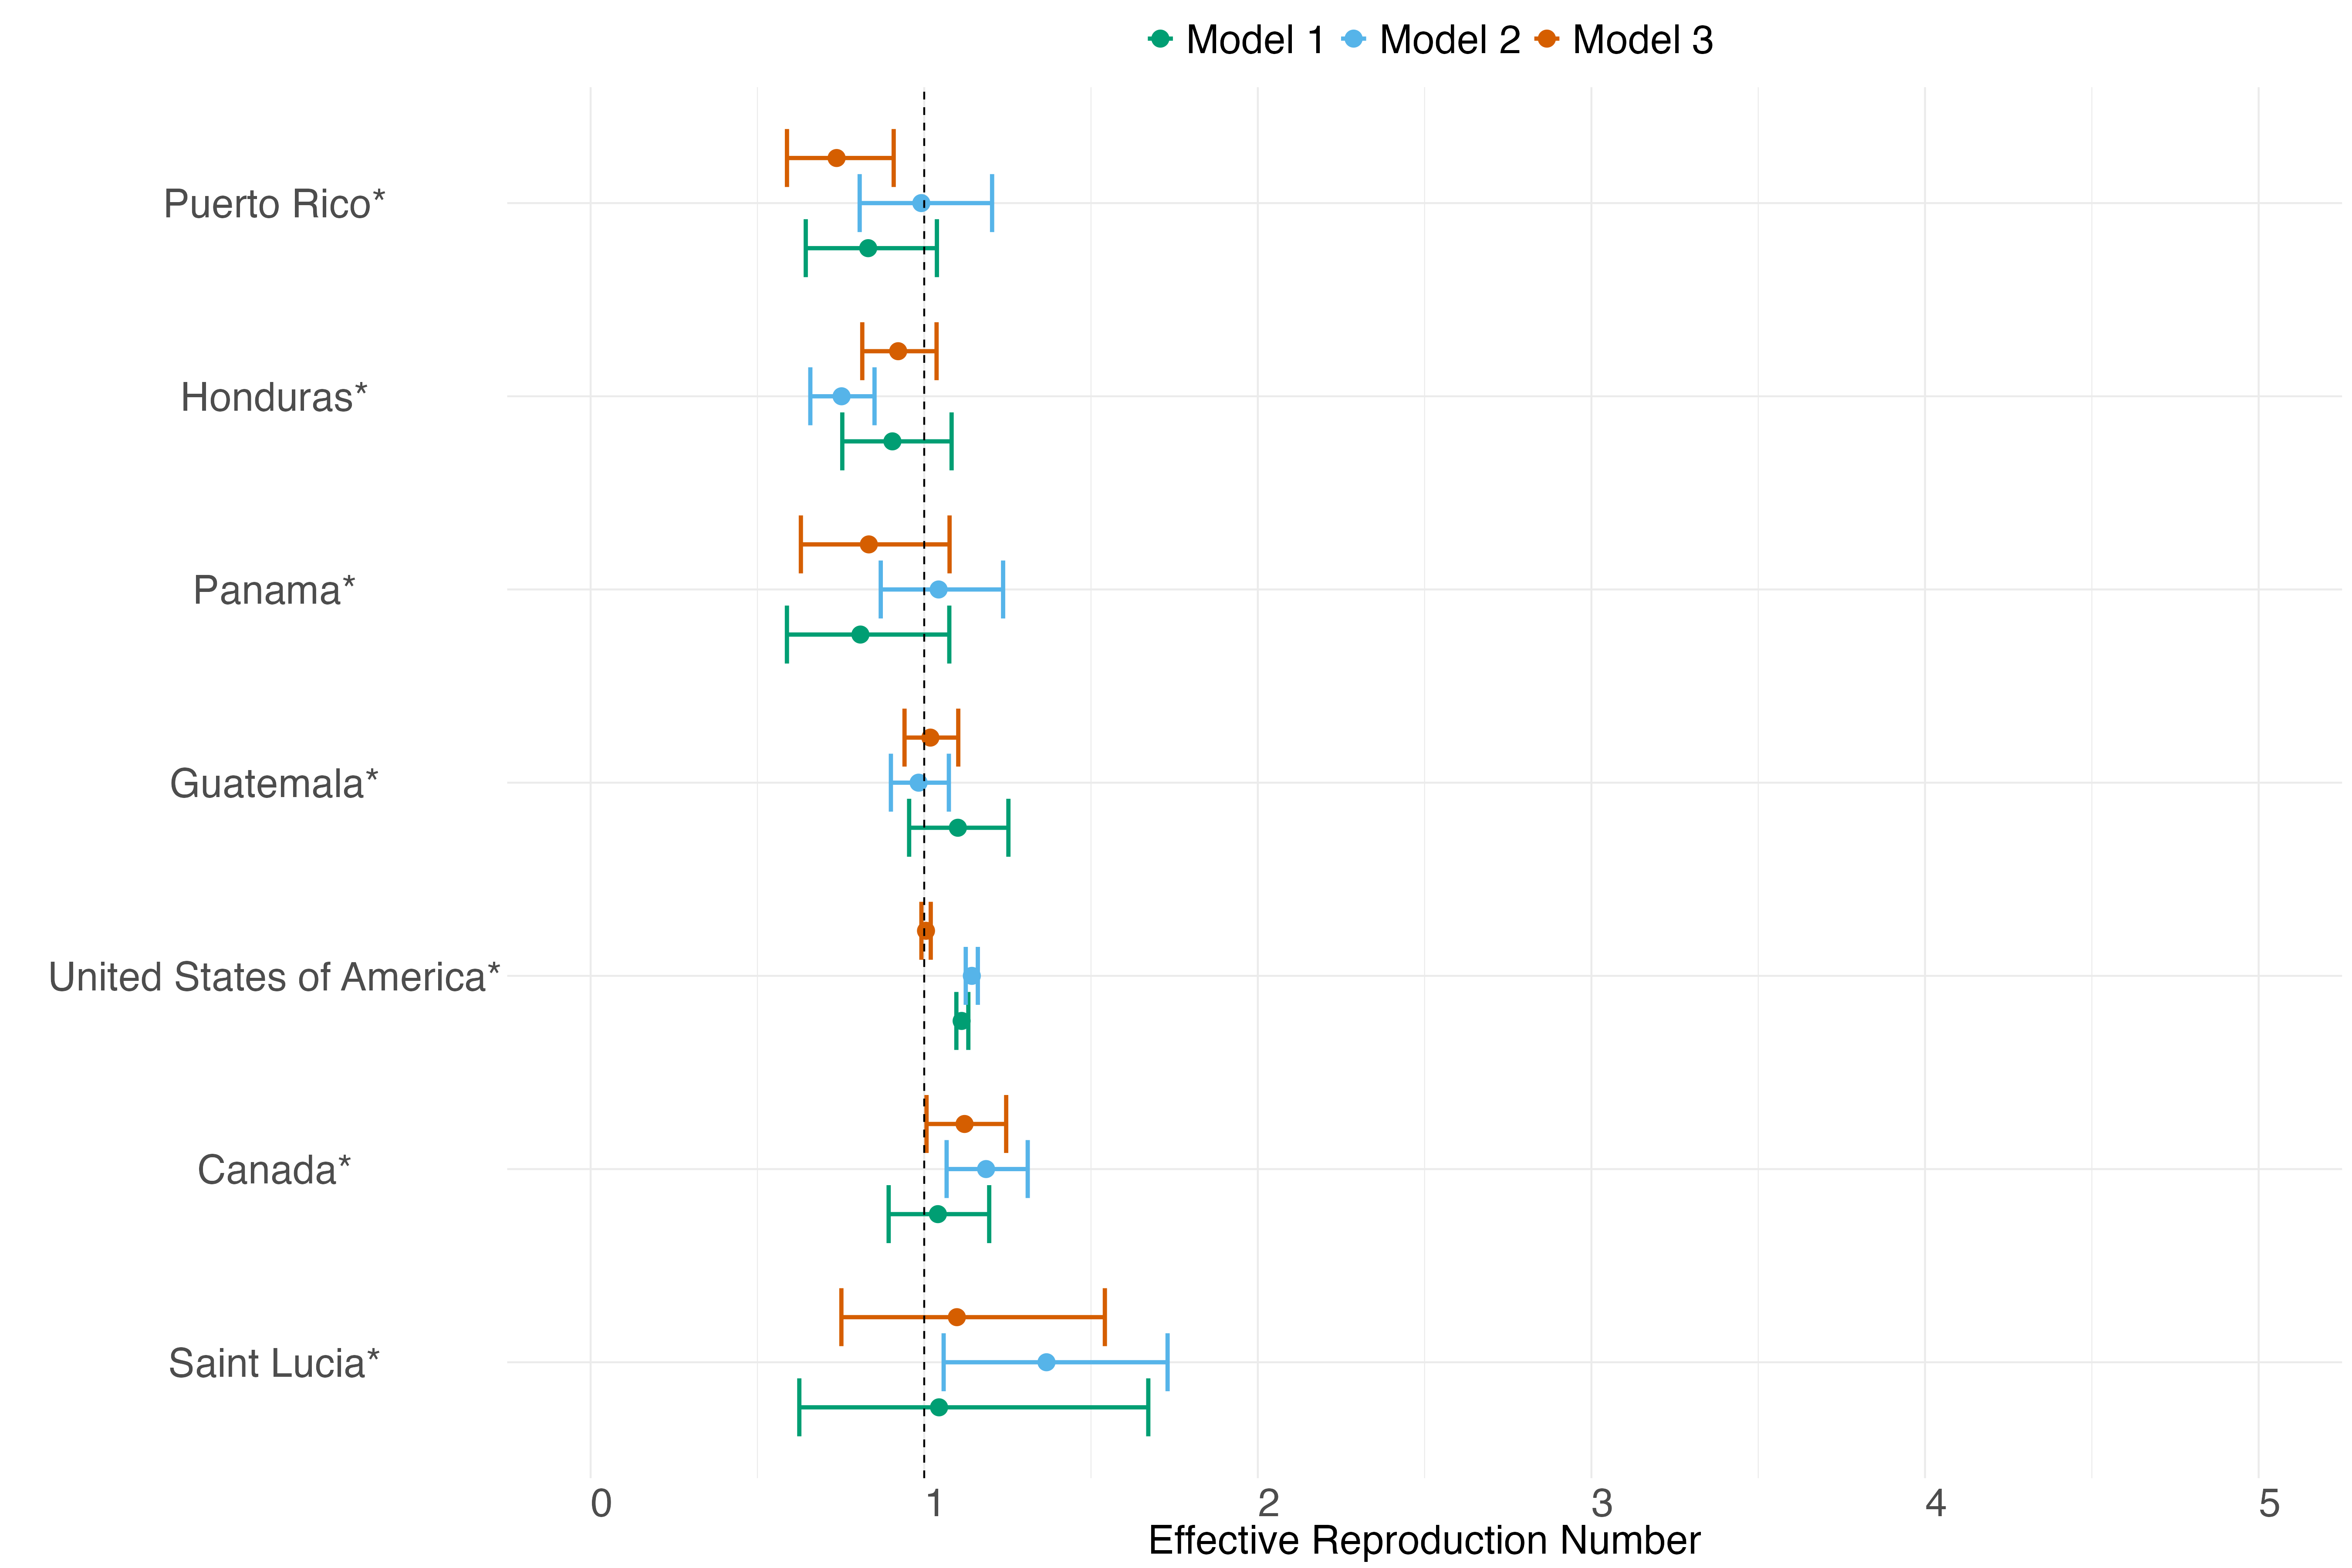 Model 1 Model 2 Model 3
Puerto Rico*
Honduras*
Panama*
Guatemala*
United States of America*
Canada*
Saint Lucia*
0 1 2 3 4 5
Effective Reproduction Number